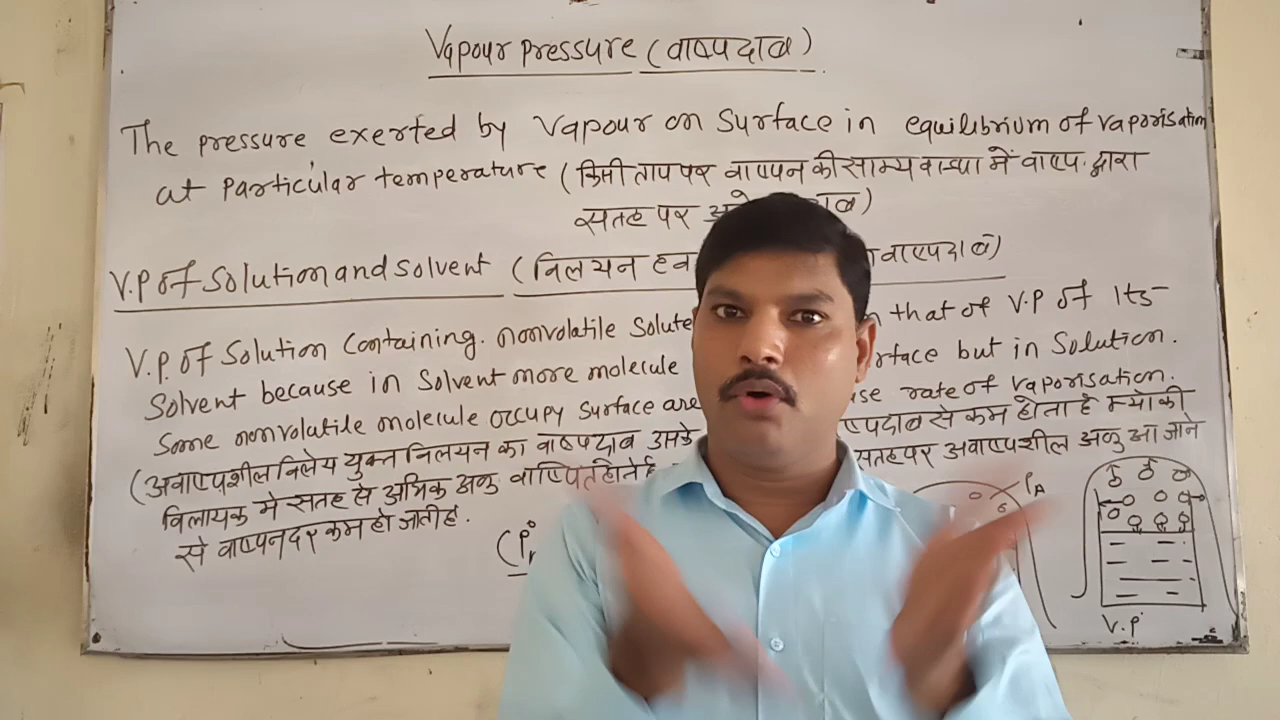 Vapour Pressure (वाष्पदाब)
The pressure exerted by Vapour on Surface in equilibrium of vaporisation
at Particular temperature (किसी ताप पर वाष्पन की साम्यावस्था में वाष्प द्वारा
सतह पर
V.P of Solution and Solvent (विलयन एवं वाष्पदाब)
V.P. of Solution Containing nonvolatile Solute that of V.P of Its
Solvent because in Solvent more molecule but in Solution.
Some nonvolatile molecule occupy Surface area rate of vaporisation.
(अवाष्पशील विलेय युक्त विलयन का वाष्पदाब उसके से कम होता है क्योंकी
विलायक मे सतह से अधिक अणु वाष्पित होते है सतह पर अवाष्पशील अणु आ जाने
से वाष्पन दर कम हो जाती है.
PA
V.P